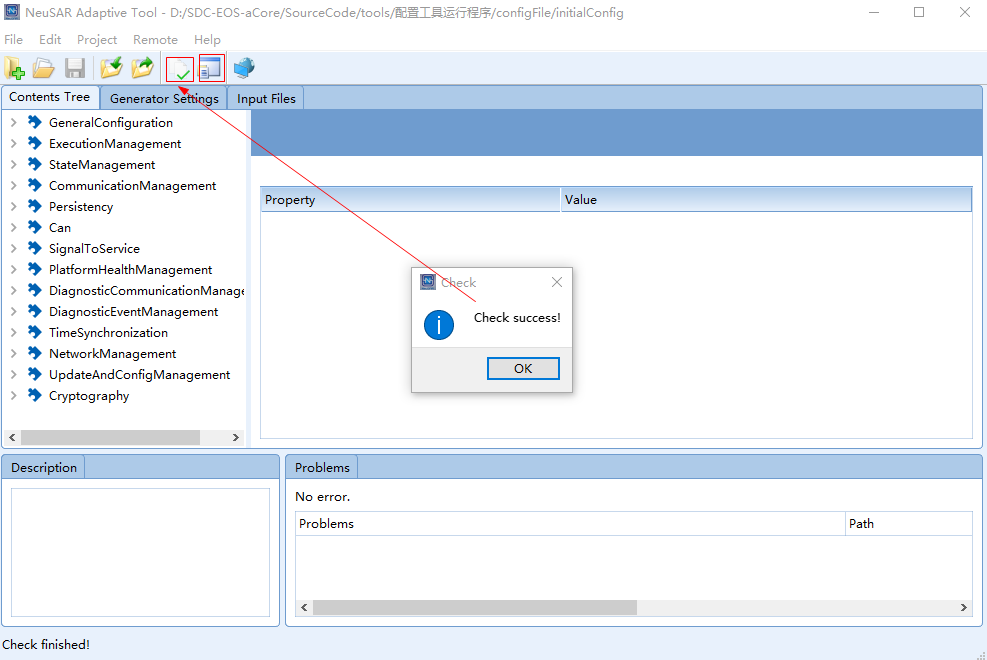 NeuSAR Adaptive Tool - D:/SDC-EOS-aCore/SourceCode/tools/配置工具运行程序/configFile/initialConfig
File Edit Project Remote Help
Contents Tree Generator Settings Input Files
GeneralConfiguration
ExecutionManagement
StateManagement
CommunicationManagement
Persistency
Can
SignalToService
PlatformHealthManagement
DiagnosticCommunicationManage
DiagnosticEventManagement
TimeSynchronization
NetworkManagement
UpdateAndConfigManagement
Cryptography
Property Value
Check
Check success!
OK
Description
Problems
No error.
Problems Path
Check finished!